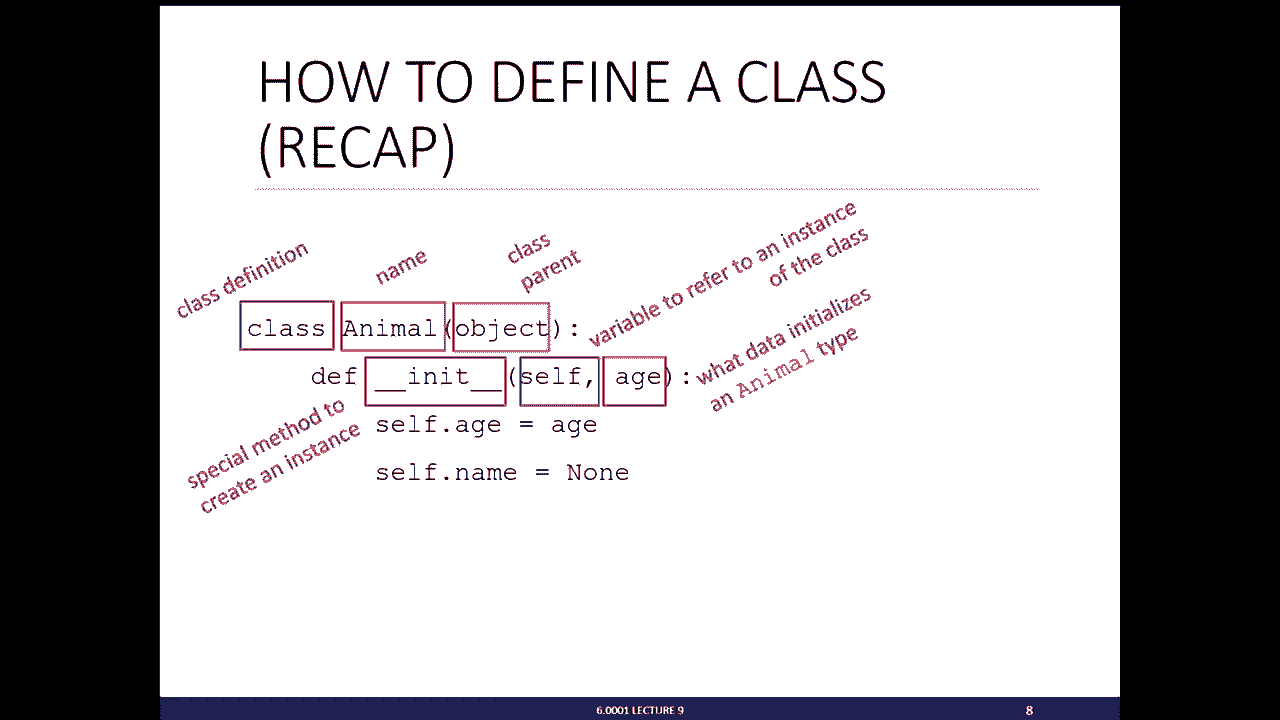 HOW TO DEFINE A CLASS
(RECAP)
class definition
name
class
parent
variable to refer to an instance
of the class
class Animal(object):
what data initializes
an Animal type
def __init__(self, age):
special method to
create an instance
self.age = age
self.name = None
6.0001 LECTURE 9
8